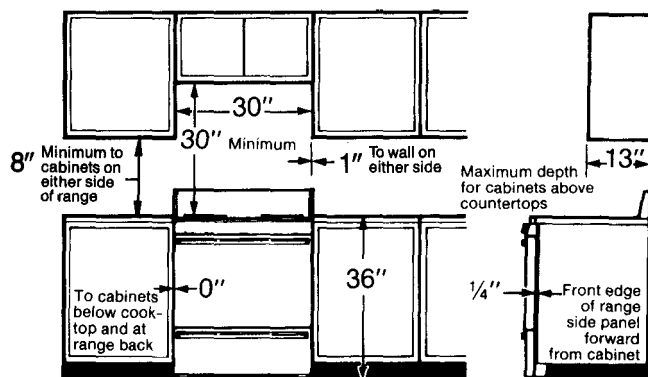 30"
30" Minimum
8" Minimum to
cabinets on
either side
of range
1" To wall on
either side
13"
Maximum depth
for cabinets above
countertops
0"
To cabinets
below cook-
top and at
range back
36"
1/4"
Front edge
of range
side panel
forward
from cabinet